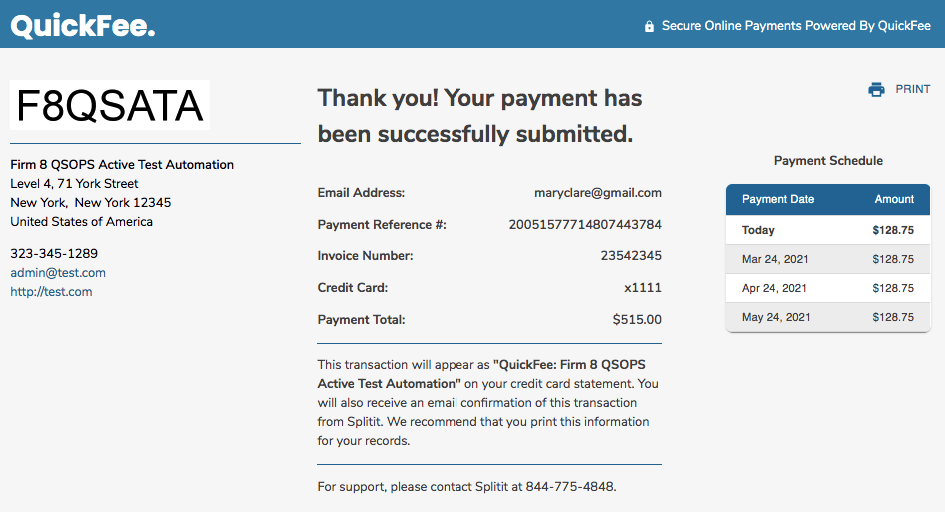 QuickFee.
Secure Online Payments Powered By QuickFee
F8QSATA
Firm 8 QSOPS Active Test Automation
Level 4, 71 York Street
New York, New York 12345
United States of America
323-345-1289
admin@test.com
http://test.com
Thank you! Your payment has
been successfully submitted.
Email Address: maryclare@gmail.com
Payment Reference #: 20051577714807443784
Invoice Number: 23542345
Credit Card: x1111
Payment Total: $515.00
This transaction will appear as "QuickFee: Firm 8 QSOPS
Active Test Automation" on your credit card statement. You
will also receive an email confirmation of this transaction
from Splitit. We recommend that you print this information
for your records.
For support, please contact Splitit at 844-775-4848.
PRINT
Payment Schedule
Payment Date Amount
Today $128.75
Mar 24, 2021 $128.75
Apr 24, 2021 $128.75
May 24, 2021 $128.75